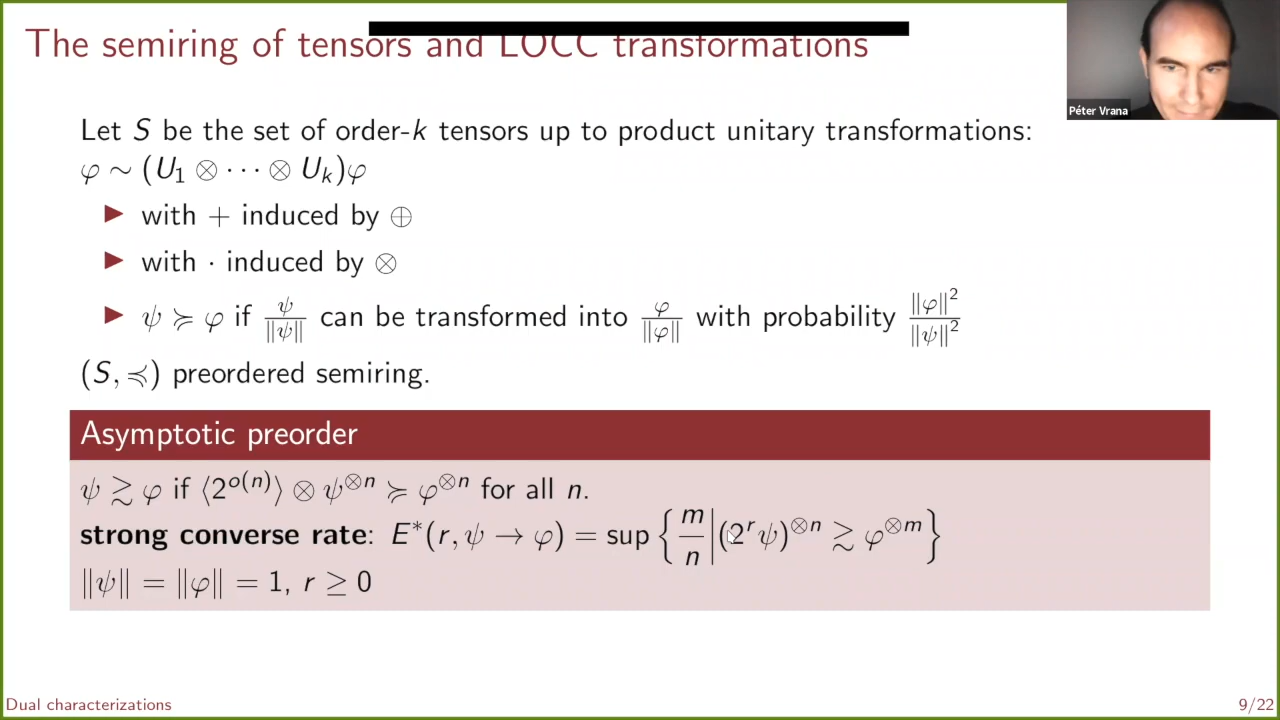 The semiring of tensors and LOCC transformations
Péter Vrana
Let S be the set of order-k tensors up to product unitary transformations:
φ ∼ (U₁ ⊗ ··· ⊗ Uₖ)φ
▶ with + induced by ⊕
▶ with · induced by ⊗
▶ ψ ≽ φ if ψ/‖ψ‖ can be transformed into φ/‖φ‖ with probability ‖φ‖²/‖ψ‖²
(S, ≼) preordered semiring.
Asymptotic preorder
ψ ≳ φ if ⟨2^{o(n)}⟩ ⊗ ψ^{⊗n} ≽ φ^{⊗n} for all n.
strong converse rate: E*(r, ψ → φ) = sup { m/n | (2^r ψ)^{⊗n} ≳ φ^{⊗m} }
‖ψ‖ = ‖φ‖ = 1, r ≥ 0
Dual characterizations
9/22